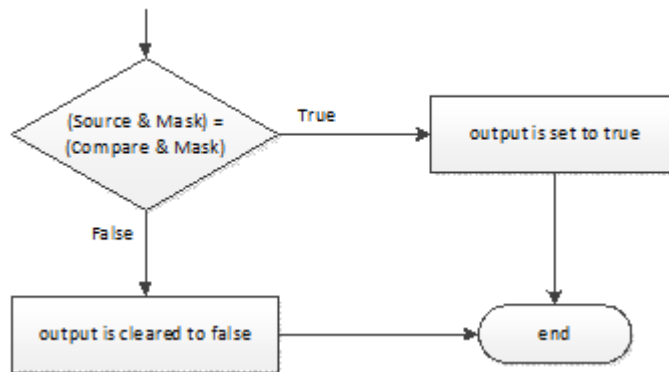 (Source & Mask) =
(Compare & Mask)
True
output is set to true
False
output is cleared to false
end